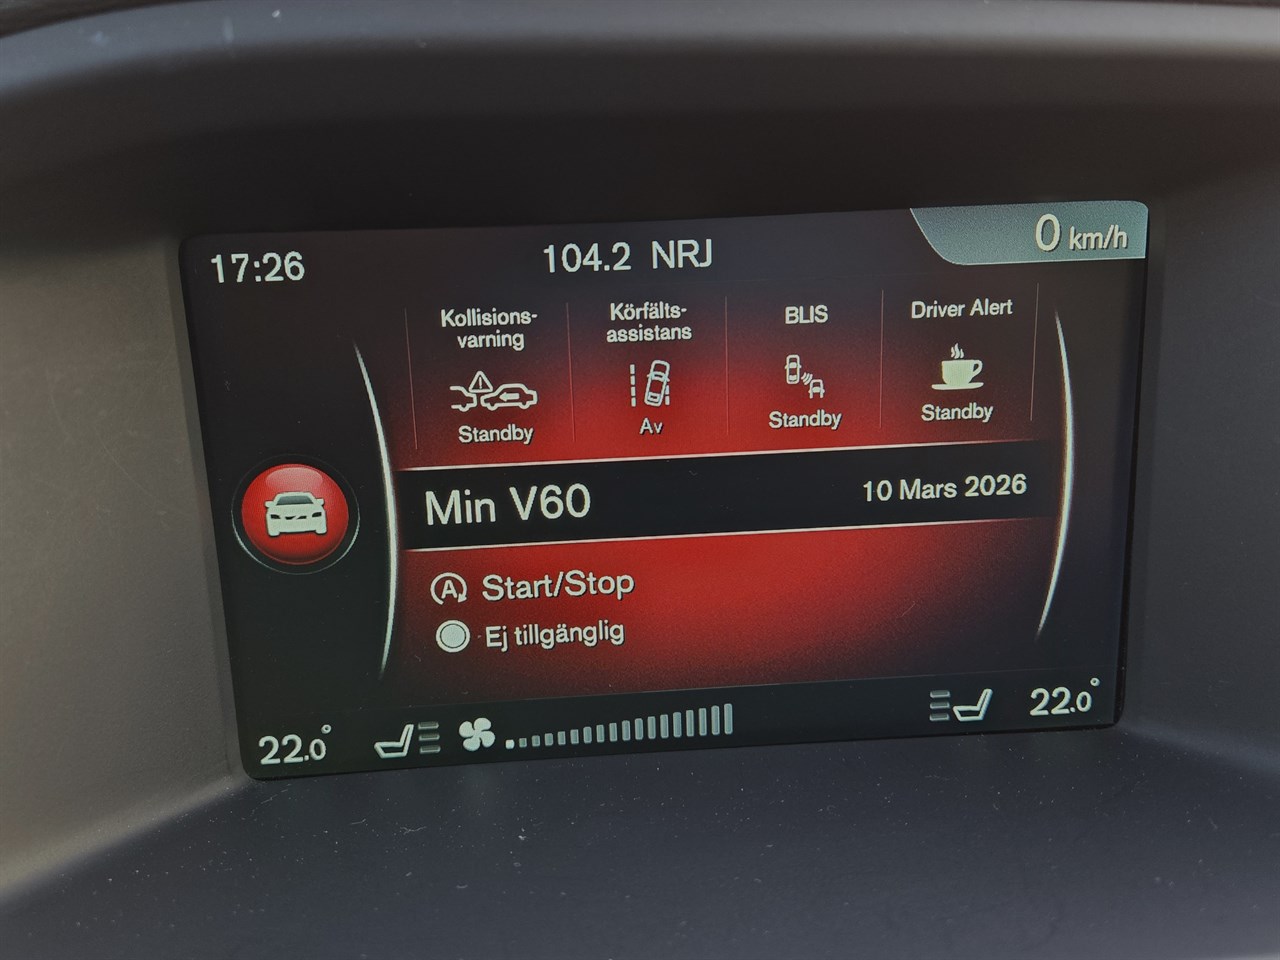 17:26
104.2 NRJ
0 km/h
Kollisions-
varning
Standby
Körfälts-
assistans
Av
BLIS
Standby
Driver Alert
Standby
Min V60
10 Mars 2026
A Start/Stop
Ej tillgänglig
22.0°
22.0°